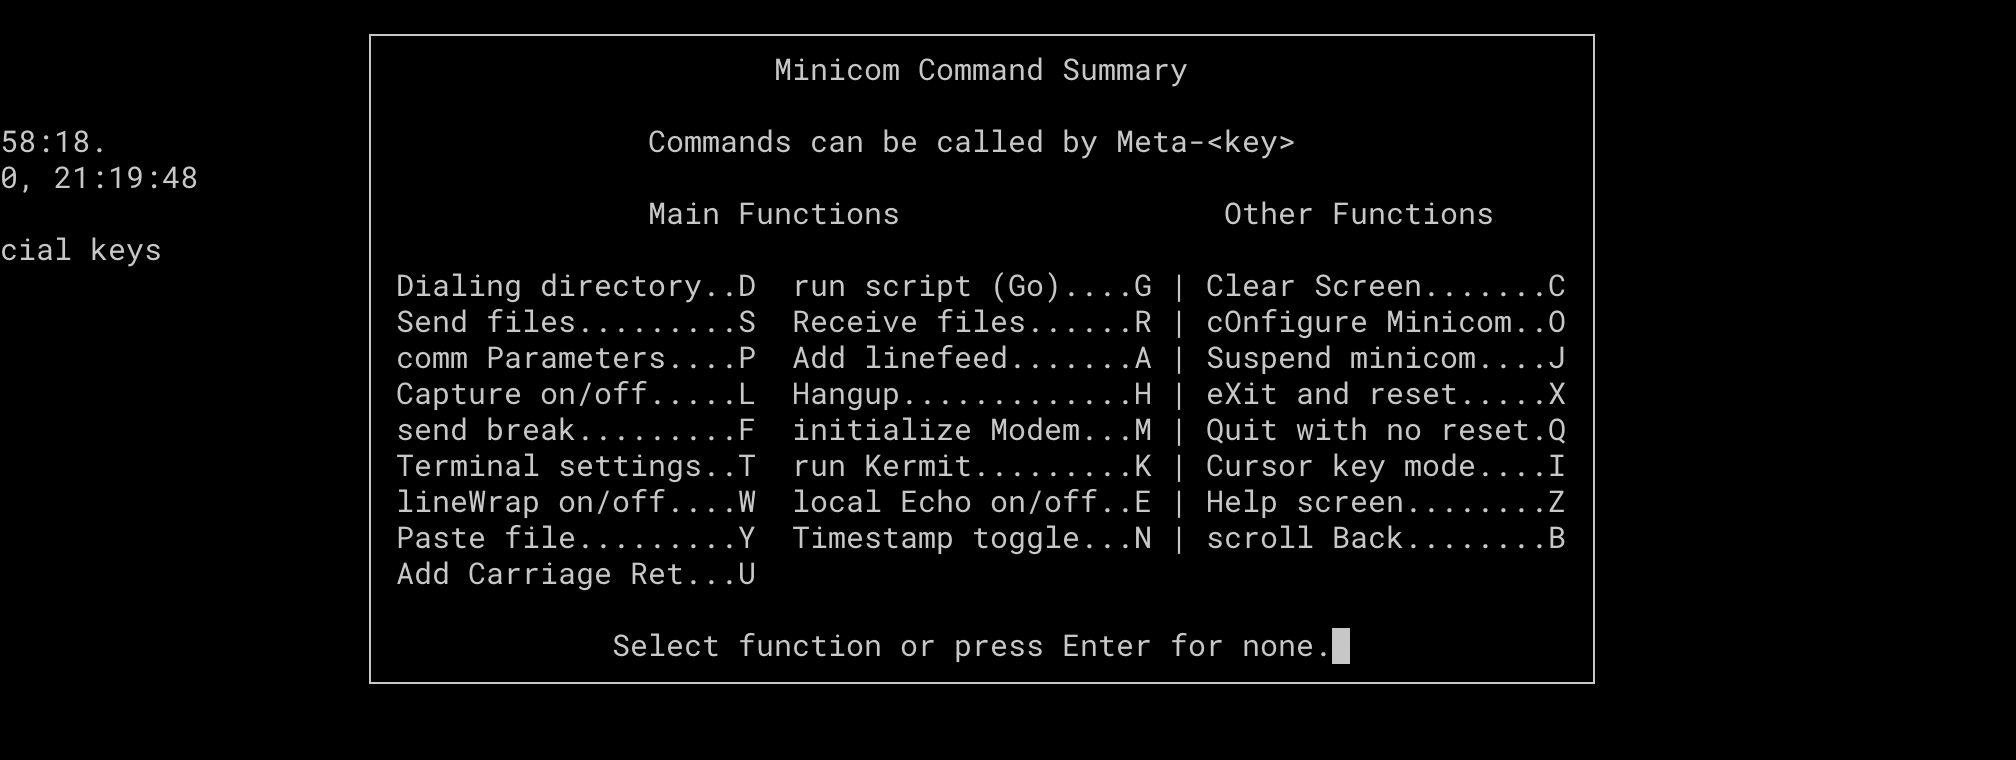 Minicom Command Summary
58:18.
Commands can be called by Meta-<key>
0, 21:19:48
Main Functions Other Functions
cial keys
Dialing directory..D run script (Go)....G | Clear Screen.......C
Send files.........S Receive files......R | cOnfigure Minicom..O
comm Parameters....P Add linefeed.......A | Suspend minicom....J
Capture on/off.....L Hangup.............H | eXit and reset.....X
send break.........F initialize Modem...M | Quit with no reset.Q
Terminal settings..T run Kermit.........K | Cursor key mode....I
lineWrap on/off....W local Echo on/off..E | Help screen........Z
Paste file.........Y Timestamp toggle...N | scroll Back........B
Add Carriage Ret...U
Select function or press Enter for none.